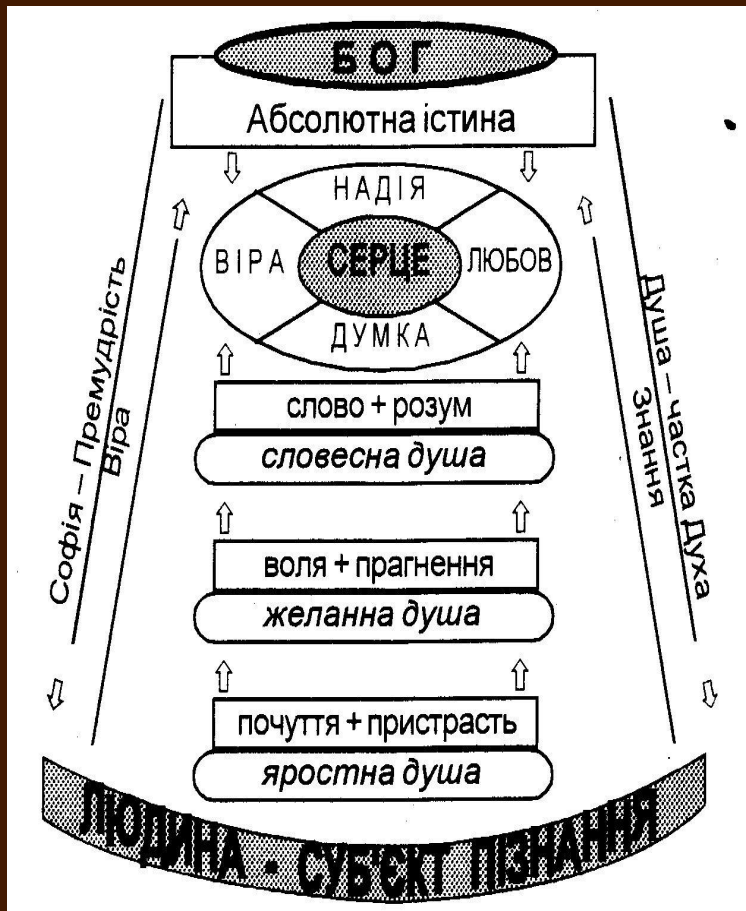 БОГ
Абсолютна істина
НАДІЯ
ВІРА
СЕРЦЕ
ЛЮБОВ
ДУМКА
слово + розум
словесна душа
воля + прагнення
желанна душа
почуття + пристрасть
яростна душа
Софія – Премудрість
Віра
Душа – частка Духа
Знання
ЛЮДИНА - СУБ'ЄКТ ПІЗНАННЯ